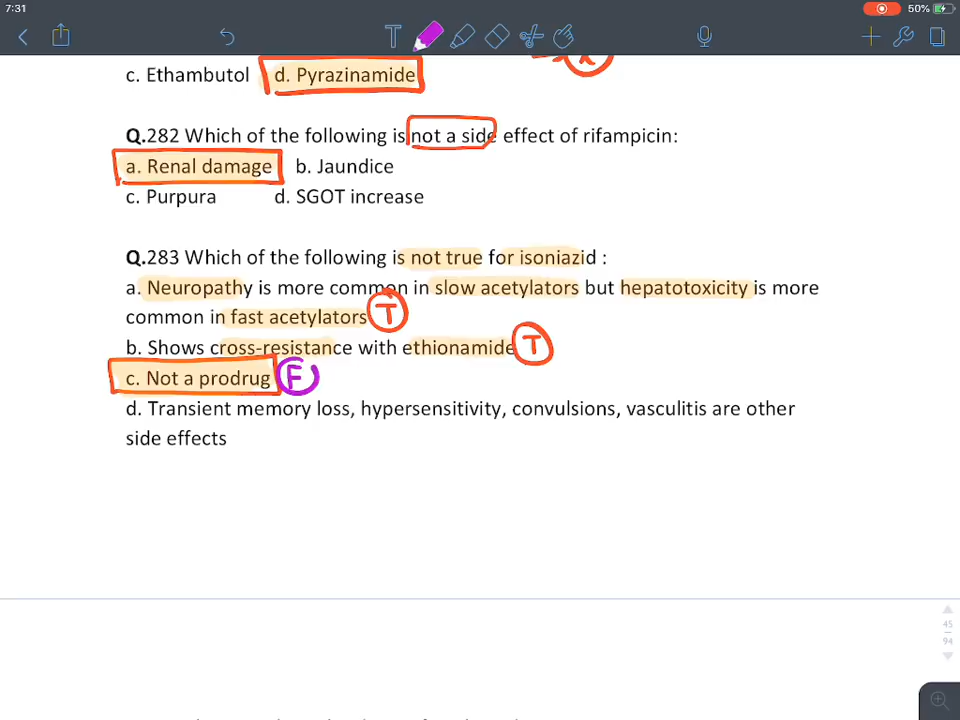 7:31
50%
T
c. Ethambutol d. Pyrazinamide
Q.282 Which of the following is not a side effect of rifampicin:
a. Renal damage b. Jaundice
c. Purpura d. SGOT increase
Q.283 Which of the following is not true for isoniazid :
a. Neuropathy is more common in slow acetylators but hepatotoxicity is more
common in fast acetylators T
b. Shows cross-resistance with ethionamide T
c. Not a prodrug F
d. Transient memory loss, hypersensitivity, convulsions, vasculitis are other
side effects
45
94